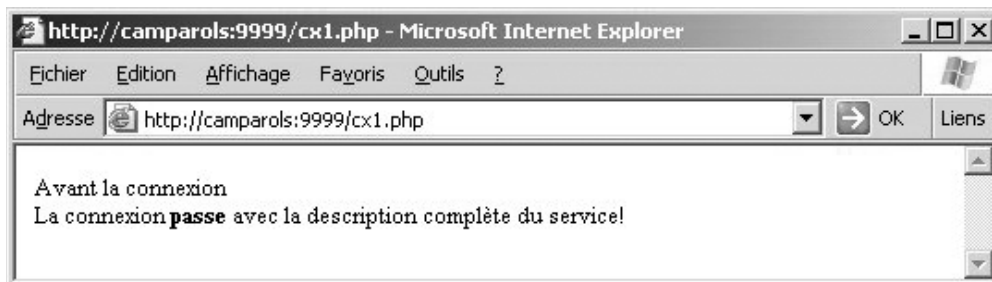 http://camparols:9999/cx1.php - Microsoft Internet Explorer
Fichier Edition Affichage Favoris Outils ?
Adresse http://camparols:9999/cx1.php OK Liens
Avant la connexion
La connexion passe avec la description complète du service!